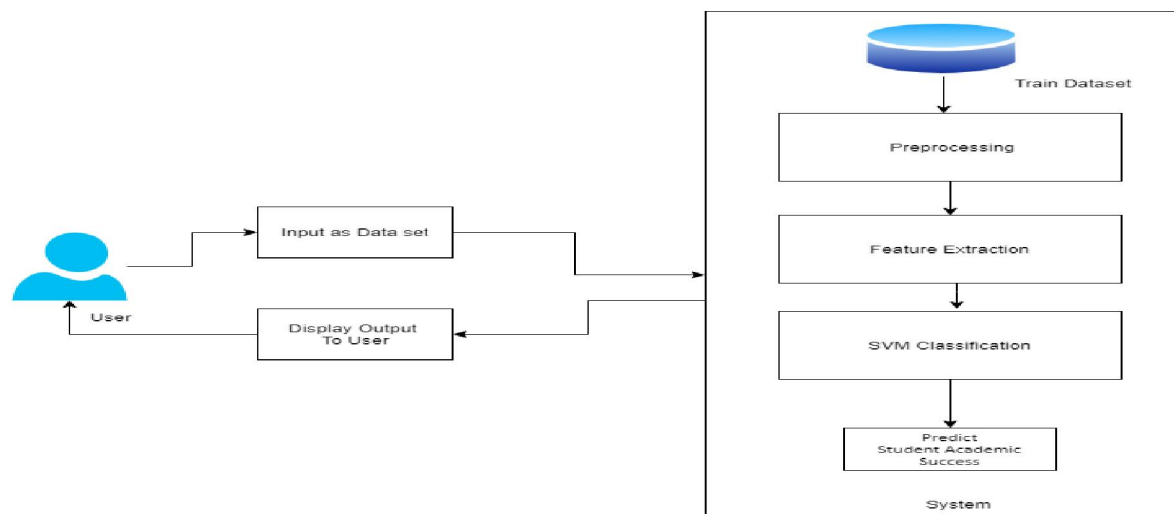 Train Dataset
Preprocessing
Input as Data set
Feature Extraction
User
Display Output
To User
SVM Classification
Predict
Student Academic
Success
System